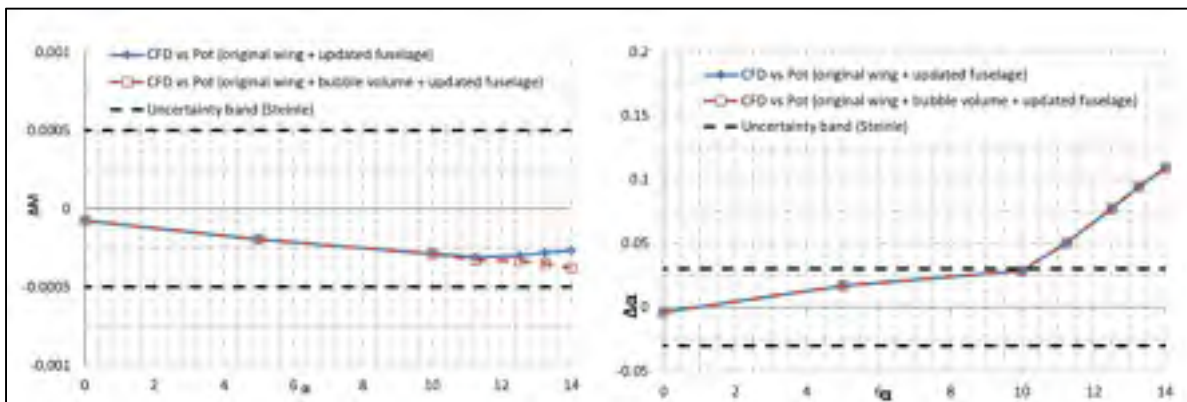 0.001
CFD vs Pot (original wing + updated fuselage)
CFD vs Pot (original wing + bubble volume + updated fuselage)
Uncertainty band (Steinle)
0.0005
ΔM
0
-0.0005
-0.001
0 2 4 6 α 8 10 12 14
0.2
CFD vs Pot (original wing + updated fuselage)
CFD vs Pot (original wing + bubble volume + updated fuselage)
Uncertainty band (Steinle)
0.15
0.1
0.05
Δα
0
-0.05
0 2 4 6 α 8 10 12 14